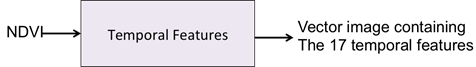 NDVI
Temporal Features
Vector image containing
The 17 temporal features